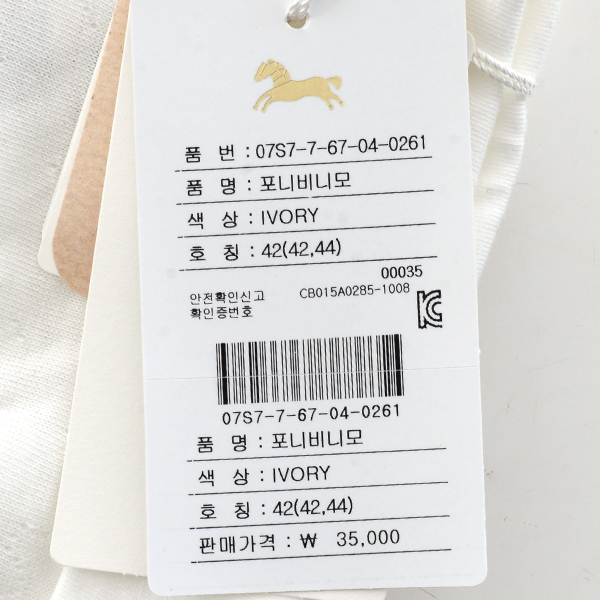 품 번 : 07S7-7-67-04-0261
품 명 : 포니비니모
색 상 : IVORY
호 칭 : 42(42,44)
00035
안전확인신고 CB015A0285-1008
확인증번호
07S7-7-67-04-0261
품 명 : 포니비니모
색 상 : IVORY
호 칭 : 42(42,44)
판매가격 : ₩ 35,000